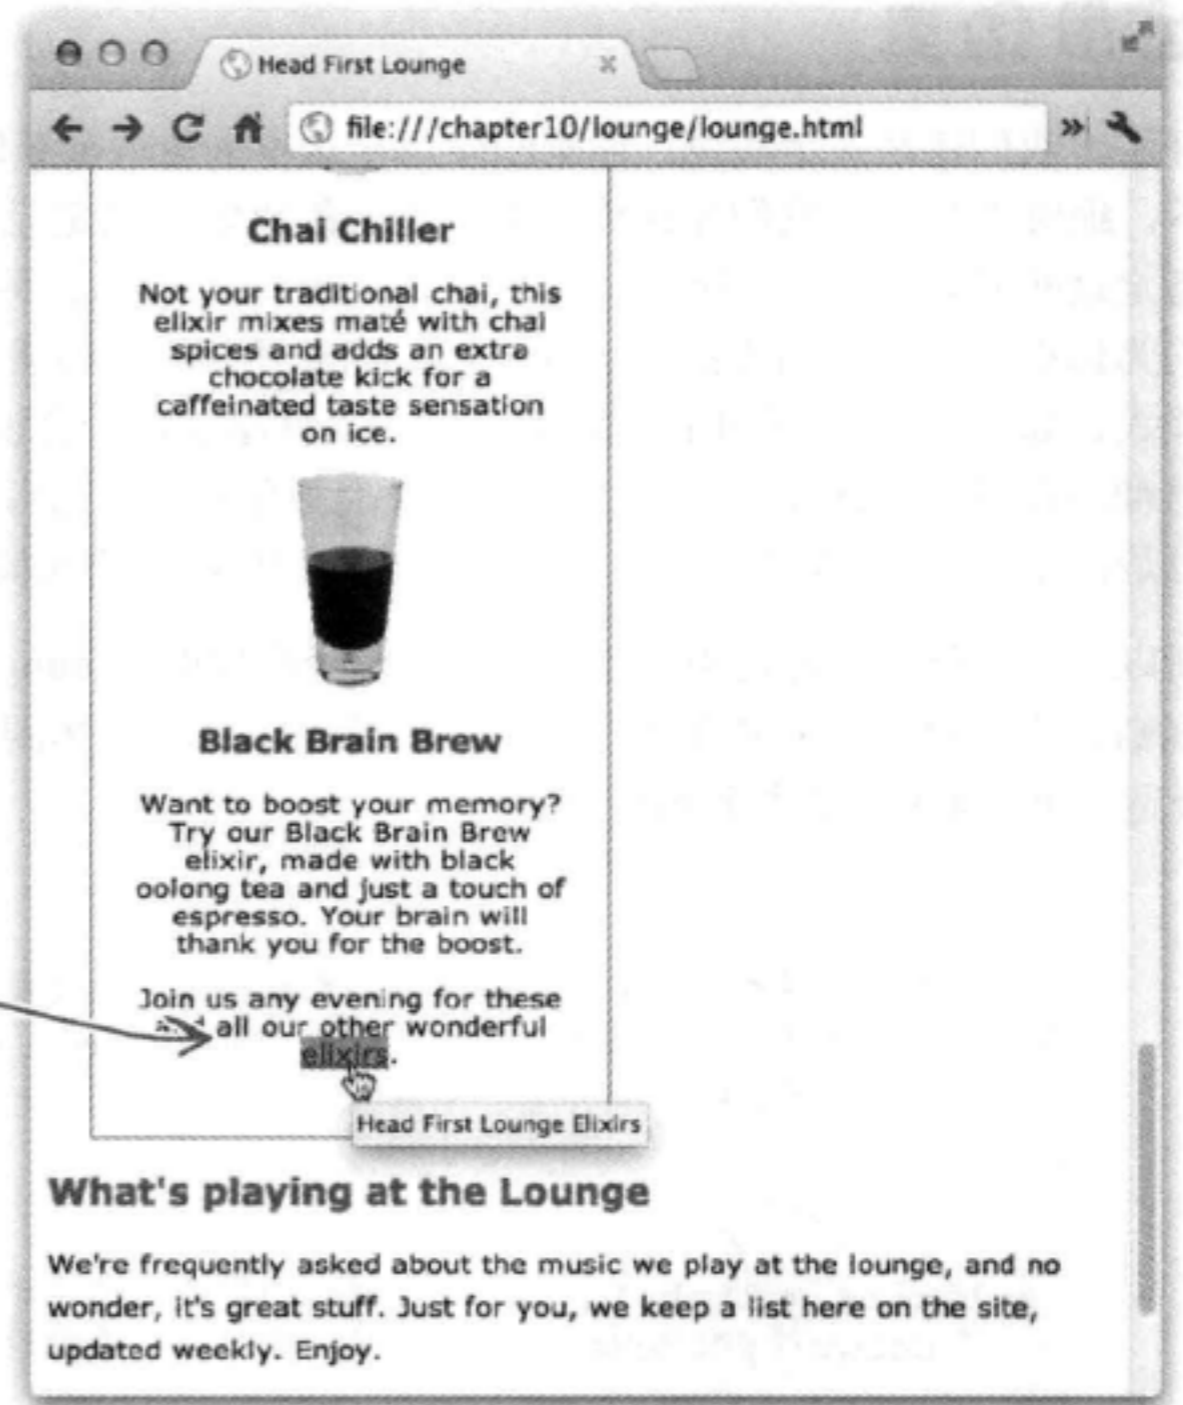 Head First Lounge
file:///chapter10/lounge/lounge.html
Chai Chiller
Not your traditional chai, this
elixir mixes maté with chai
spices and adds an extra
chocolate kick for a
caffeinated taste sensation
on ice.
Black Brain Brew
Want to boost your memory?
Try our Black Brain Brew
elixir, made with black
oolong tea and just a touch of
espresso. Your brain will
thank you for the boost.
Join us any evening for these
and all our other wonderful
elixirs.
Head First Lounge Elixirs
What's playing at the Lounge
We're frequently asked about the music we play at the lounge, and no
wonder, it's great stuff. Just for you, we keep a list here on the site,
updated weekly. Enjoy.